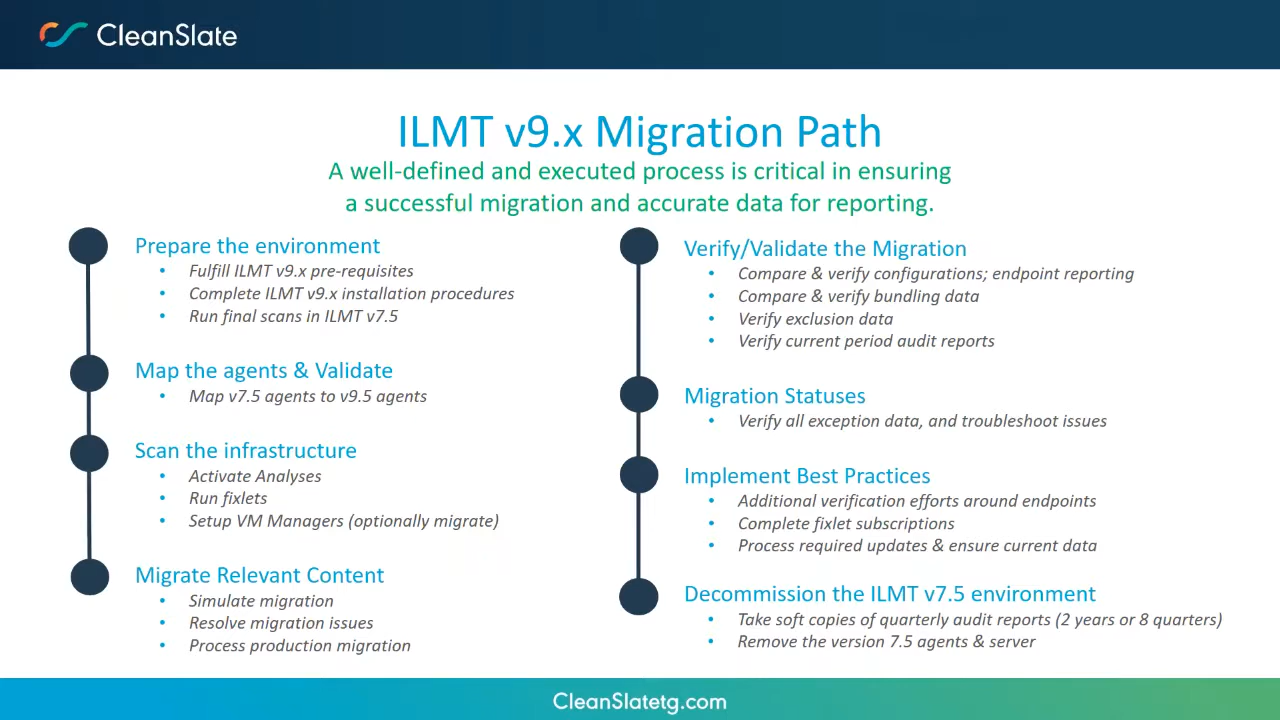 CleanSlate
ILMT v9.x Migration Path
A well-defined and executed process is critical in ensuring
a successful migration and accurate data for reporting.
Prepare the environment
• Fulfill ILMT v9.x pre-requisites
• Complete ILMT v9.x installation procedures
• Run final scans in ILMT v7.5
Map the agents & Validate
• Map v7.5 agents to v9.5 agents
Scan the infrastructure
• Activate Analyses
• Run fixlets
• Setup VM Managers (optionally migrate)
Migrate Relevant Content
• Simulate migration
• Resolve migration issues
• Process production migration
Verify/Validate the Migration
• Compare & verify configurations; endpoint reporting
• Compare & verify bundling data
• Verify exclusion data
• Verify current period audit reports
Migration Statuses
• Verify all exception data, and troubleshoot issues
Implement Best Practices
• Additional verification efforts around endpoints
• Complete fixlet subscriptions
• Process required updates & ensure current data
Decommission the ILMT v7.5 environment
• Take soft copies of quarterly audit reports (2 years or 8 quarters)
• Remove the version 7.5 agents & server
CleanSlatetg.com